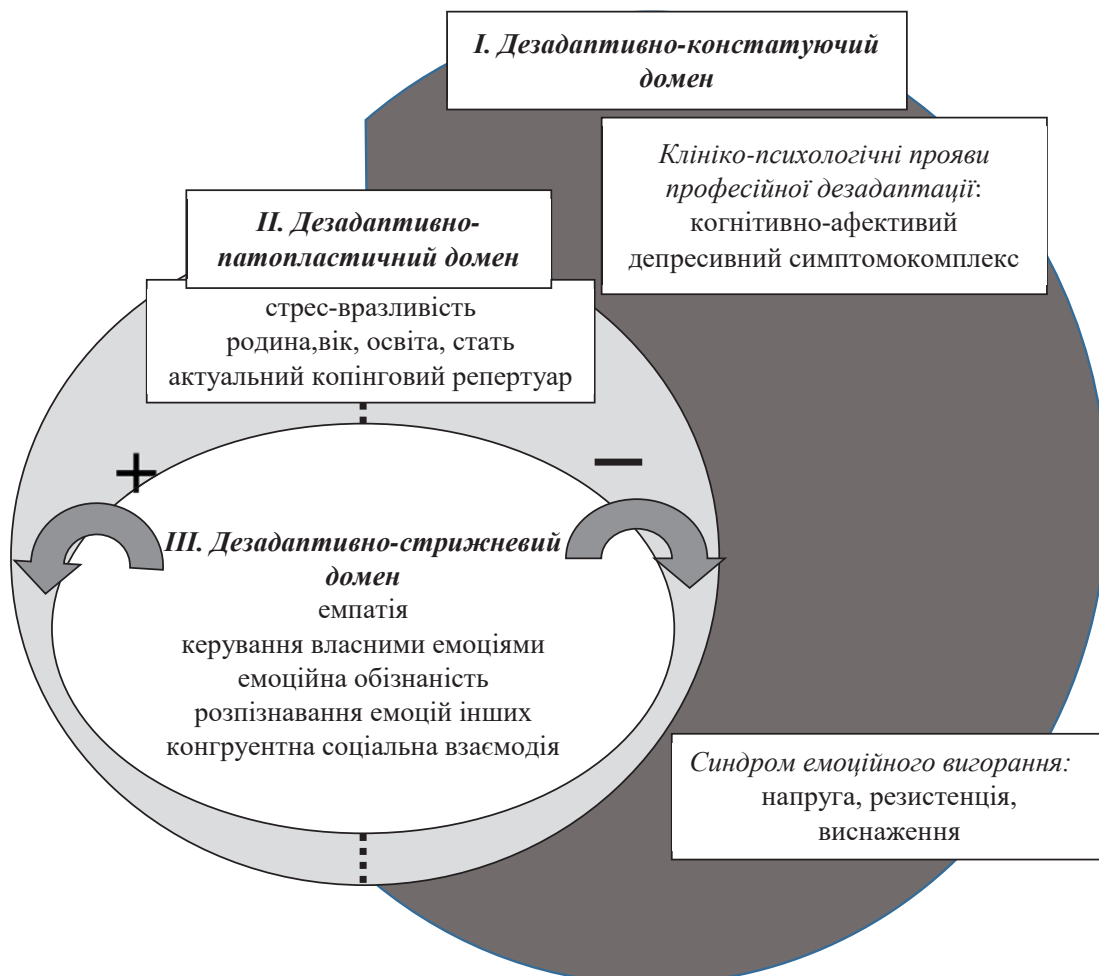 I. Дезадаптивно-констатуючий
домен
Клініко-психологічні прояви
професійної дезадаптації:
когнітивно-афективий
депресивний симптомокомплекс
II. Дезадаптивно-
патопластичний домен
стрес-вразливість
родина,вік, освіта, стать
актуальний копінговий репертуар
+
−
III. Дезадаптивно-стрижневий
домен
емпатія
керування власними емоціями
емоційна обізнаність
розпізнавання емоцій інших
конгруентна соціальна взаємодія
Синдром емоційного вигорання:
напруга, резистенція,
виснаження